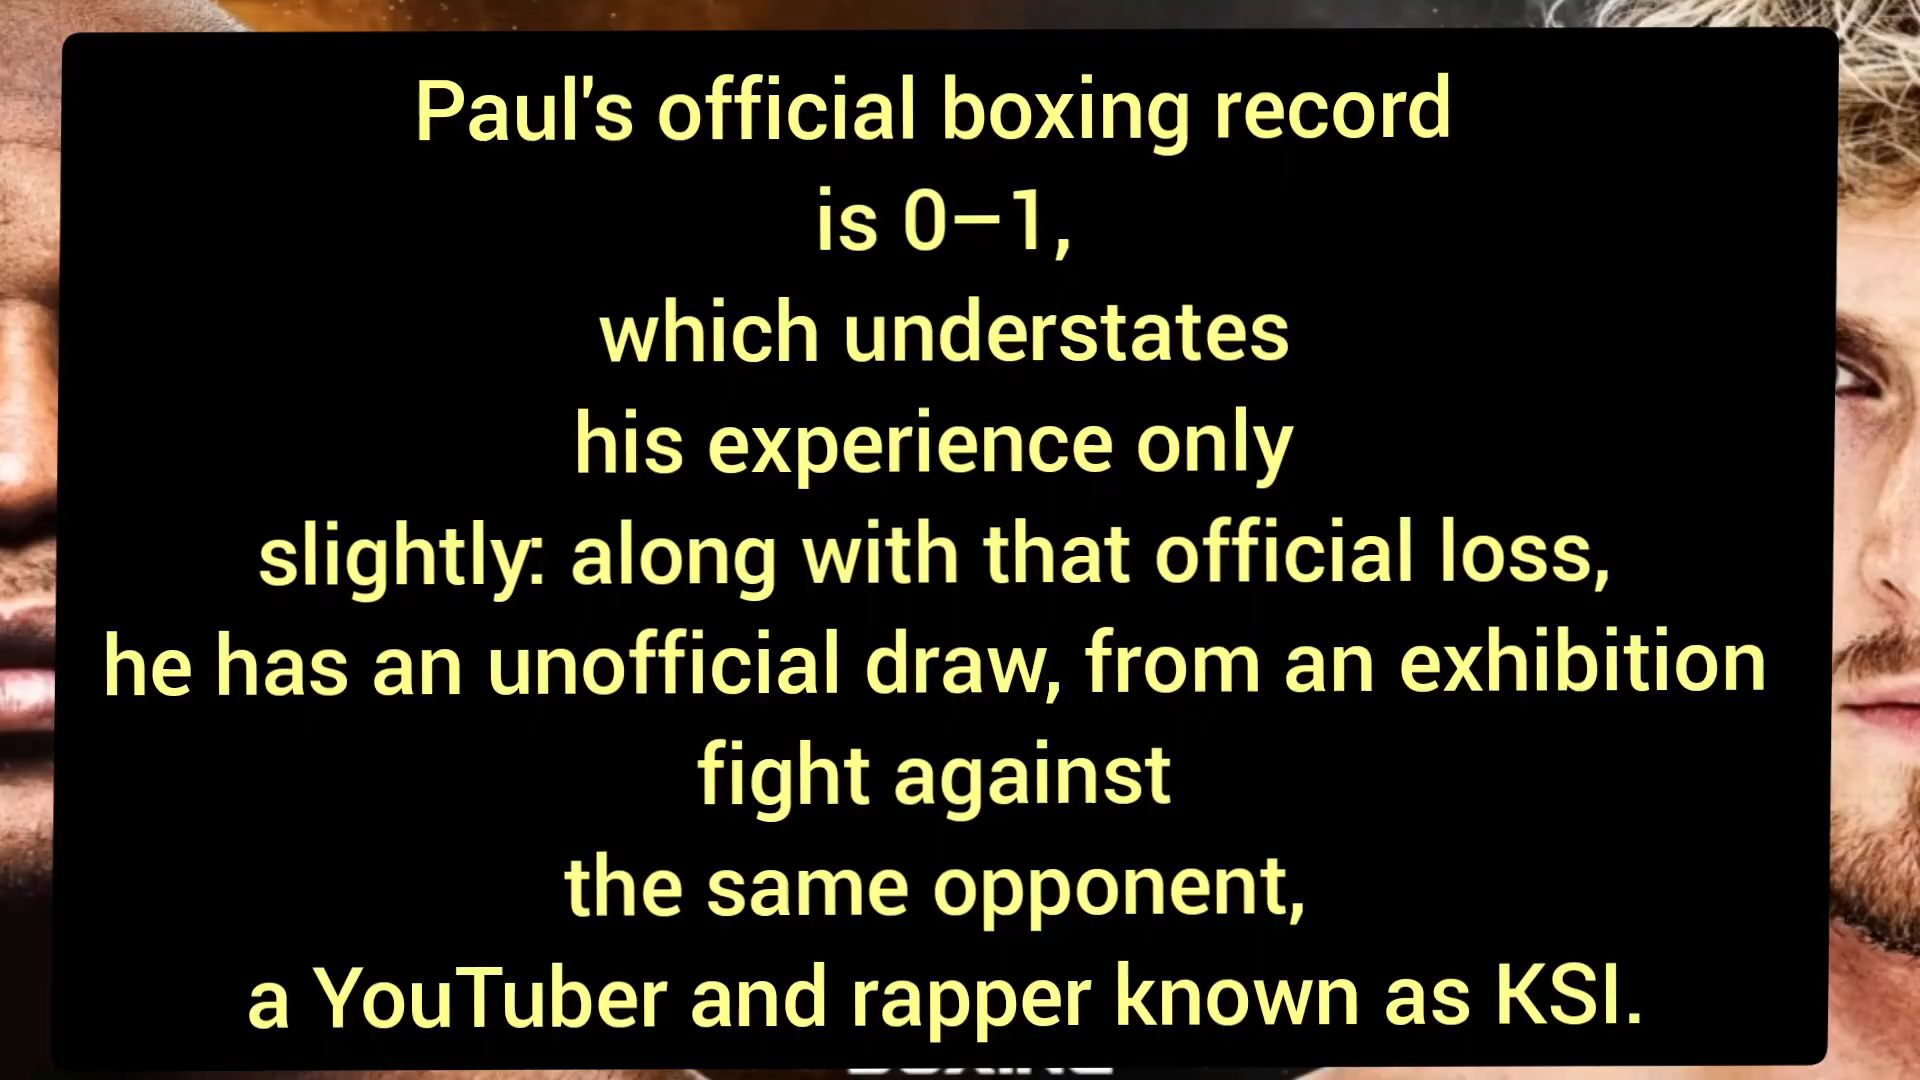 Paul's official boxing record
is 0–1,
which understates
his experience only
slightly: along with that official loss,
he has an unofficial draw, from an exhibition
fight against
the same opponent,
a YouTuber and rapper known as KSI.